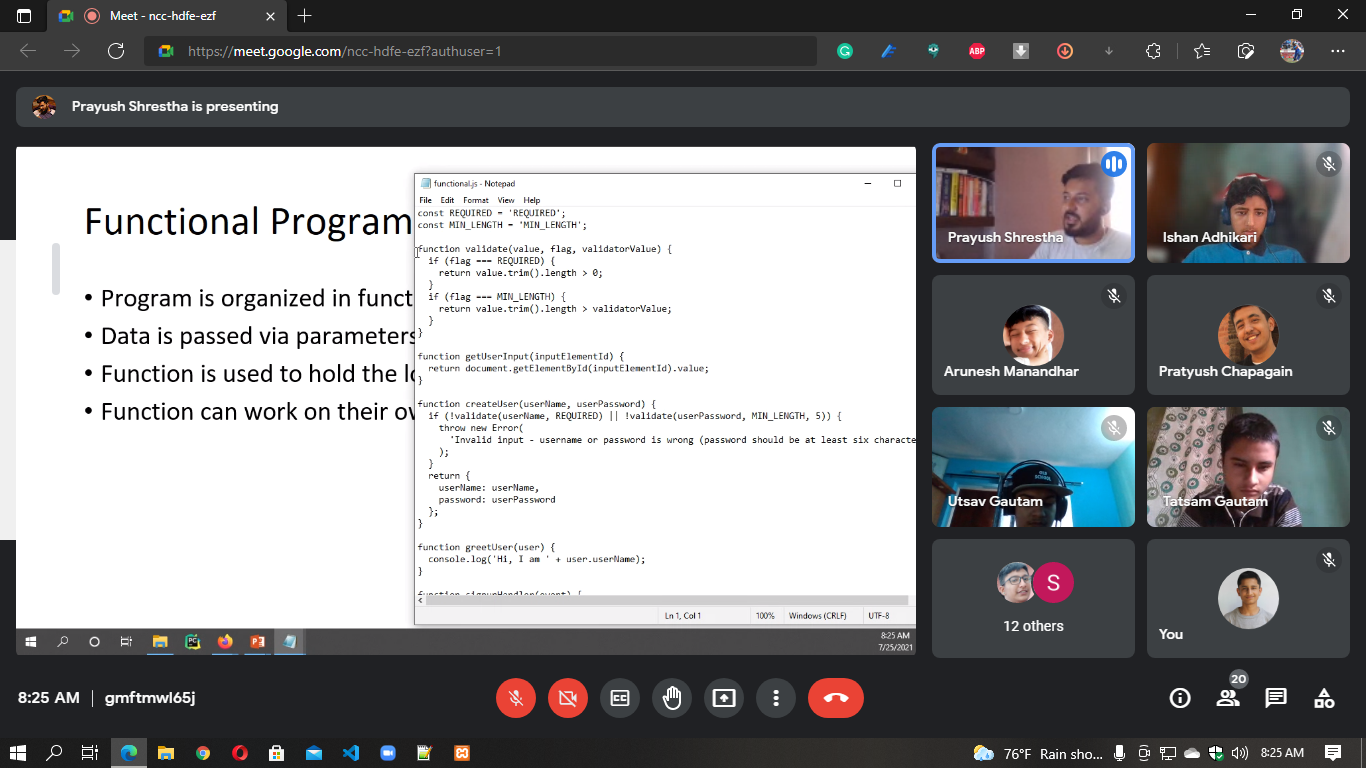 Meet - ncc-hdfe-ezf
https://meet.google.com/ncc-hdfe-ezf?authuser=1
ABP
Prayush Shrestha is presenting
Functional Program
• Program is organized in funct
• Data is passed via parameters
• Function is used to hold the lo
• Function can work on their ow
functional.js - Notepad
File Edit Format View Help
const REQUIRED = 'REQUIRED';
const MIN_LENGTH = 'MIN_LENGTH';
function validate(value, flag, validatorValue) {
if (flag === REQUIRED) {
return value.trim().length > 0;
}
if (flag === MIN_LENGTH) {
return value.trim().length > validatorValue;
}
}
function getUserInput(inputElementId) {
return document.getElementById(inputElementId).value;
}
function createUser(userName, userPassword) {
if (!validate(userName, REQUIRED) || !validate(userPassword, MIN_LENGTH, 5)) {
throw new Error(
'Invalid input - username or password is wrong (password should be at least six characte
);
}
return {
userName: userName,
password: userPassword
};
}
function greetUser(user) {
console.log('Hi, I am ' + user.userName);
}
function signupHandler(event) {
Ln 1, Col 1 100% Windows (CRLF) UTF-8
8:25 AM
7/25/2021
Prayush Shrestha
Ishan Adhikari
Arunesh Manandhar
Pratyush Chapagain
OLD SCHOOL
Utsav Gautam
Tatsam Gautam
S
12 others
You
8:25 AM | gmftmwl65j
20
76°F Rain sho... 8:25 AM